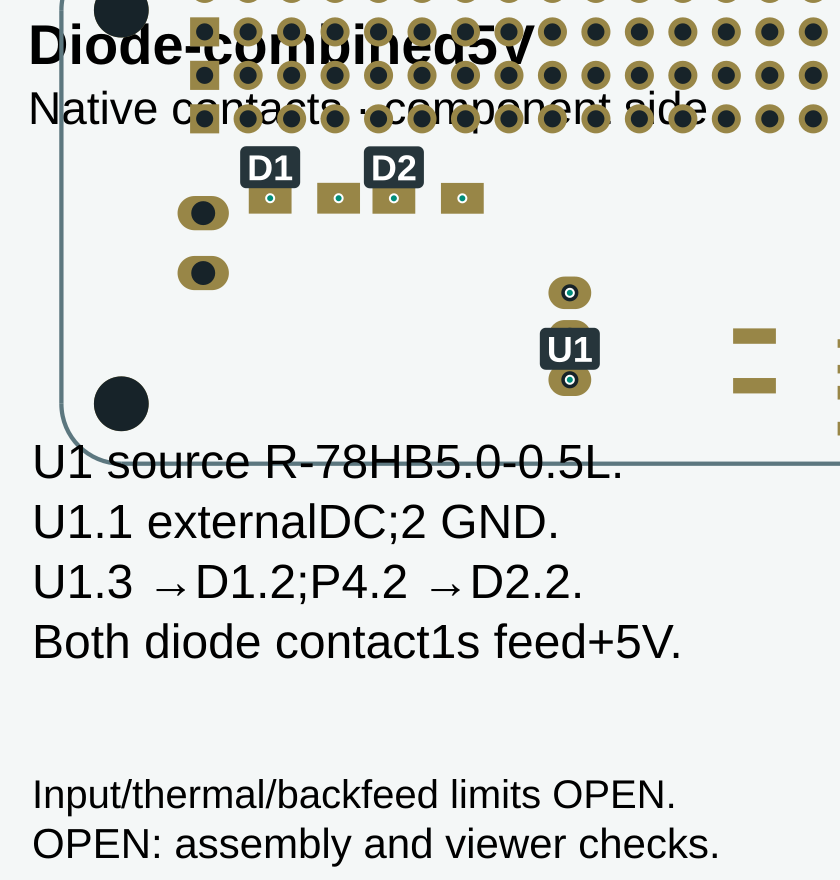 Diode-combined5V
Native contacts · component side
D1 D2
U1
U1 source R-78HB5.0-0.5L.
U1.1 externalDC;2 GND.
U1.3 →D1.2;P4.2 →D2.2.
Both diode contact1s feed+5V.
Input/thermal/backfeed limits OPEN.
OPEN: assembly and viewer checks.